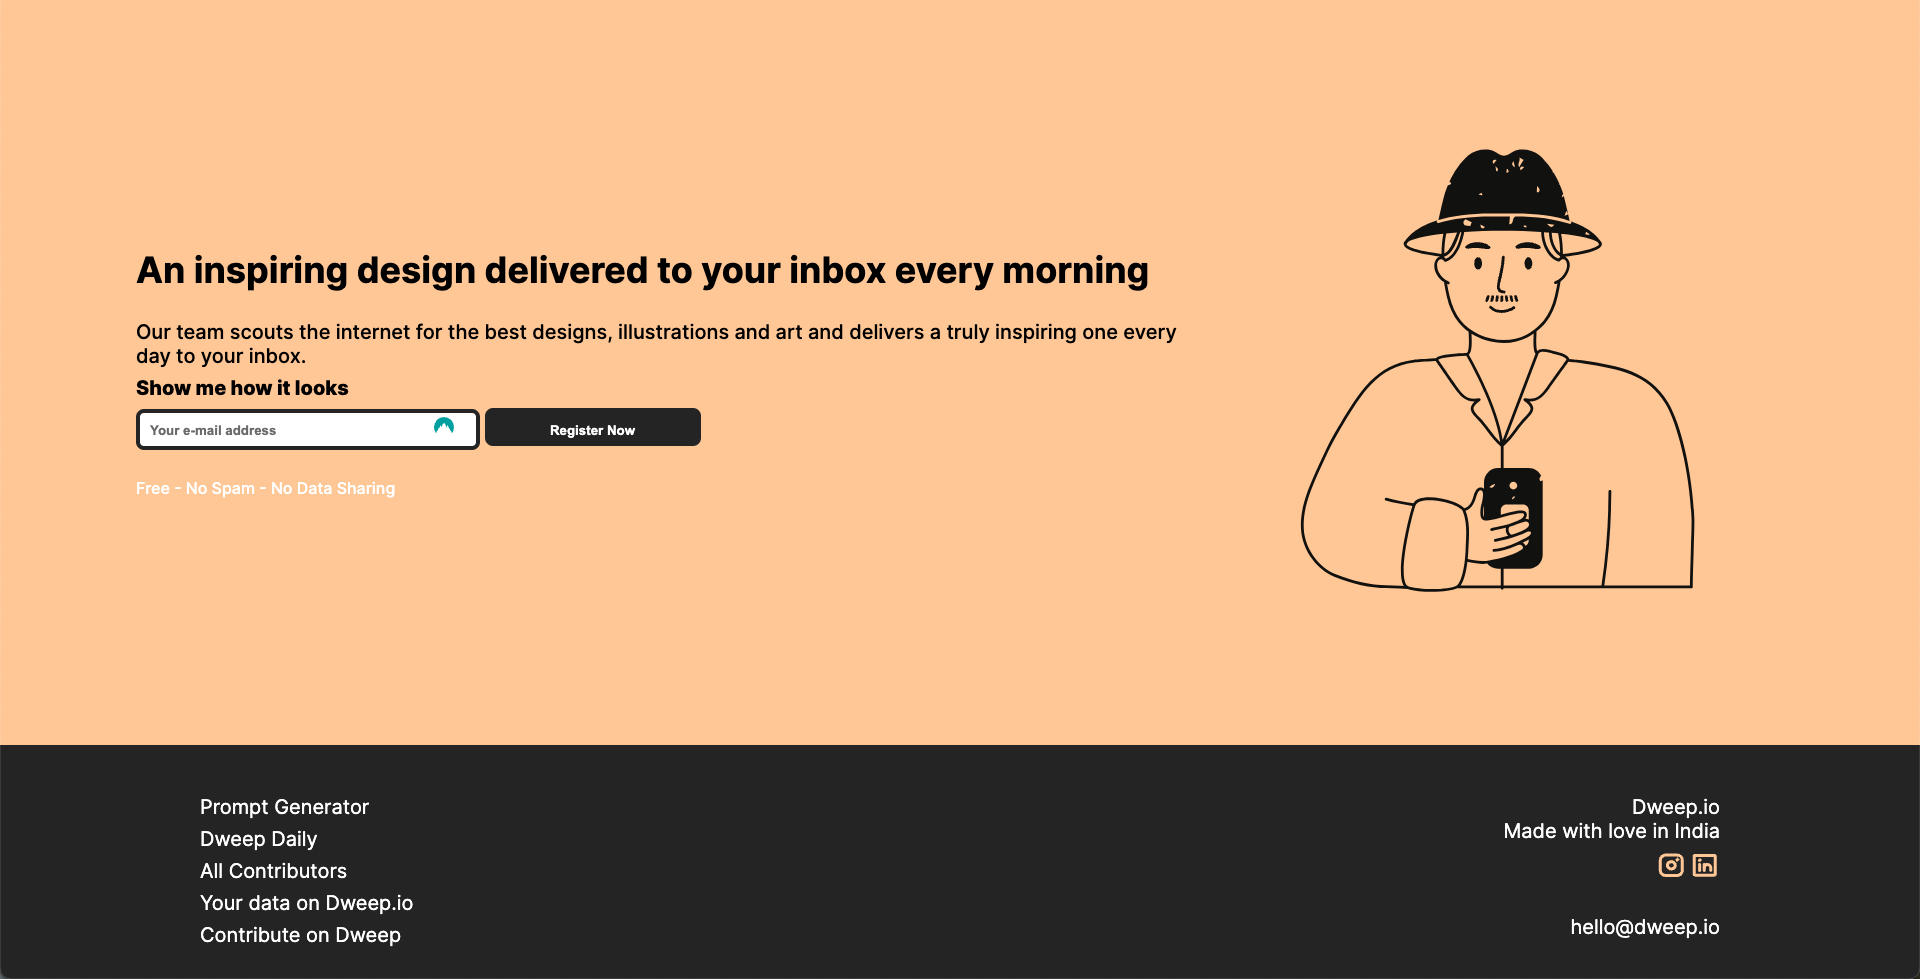 An inspiring design delivered to your inbox every morning
Our team scouts the internet for the best designs, illustrations and art and delivers a truly inspiring one every
day to your inbox.
Show me how it looks
Your e-mail address
Register Now
Free - No Spam - No Data Sharing
Prompt Generator
Dweep Daily
All Contributors
Your data on Dweep.io
Contribute on Dweep
Dweep.io
Made with love in India
in
hello@dweep.io